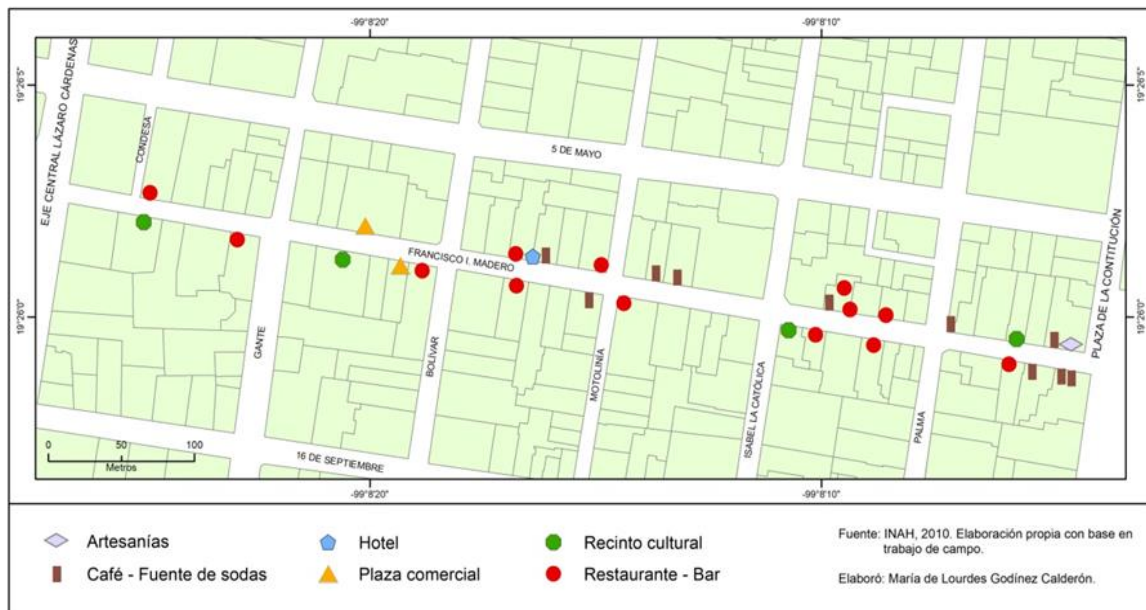 -99°8'20"
-99°8'10"
19°26'5"
19°26'5"
EJE CENTRAL LÁZARO CÁRDENAS
CONDESA
5 DE MAYO
PLAZA DE LA CONTITUCIÓN
FRANCISCO I. MADERO
19°26'0"
19°26'0"
GANTE
BOLÍVAR
MOTOLINÍA
ISABEL LA CATÓLICA
PALMA
0 50 100
Metros
16 DE SEPTIEMBRE
-99°8'20"
-99°8'10"
Artesanías
Hotel
Recinto cultural
Café - Fuente de sodas
Plaza comercial
Restaurante - Bar
Fuente: INAH, 2010. Elaboración propia con base en
trabajo de campo.
Elaboró: María de Lourdes Godínez Calderón.